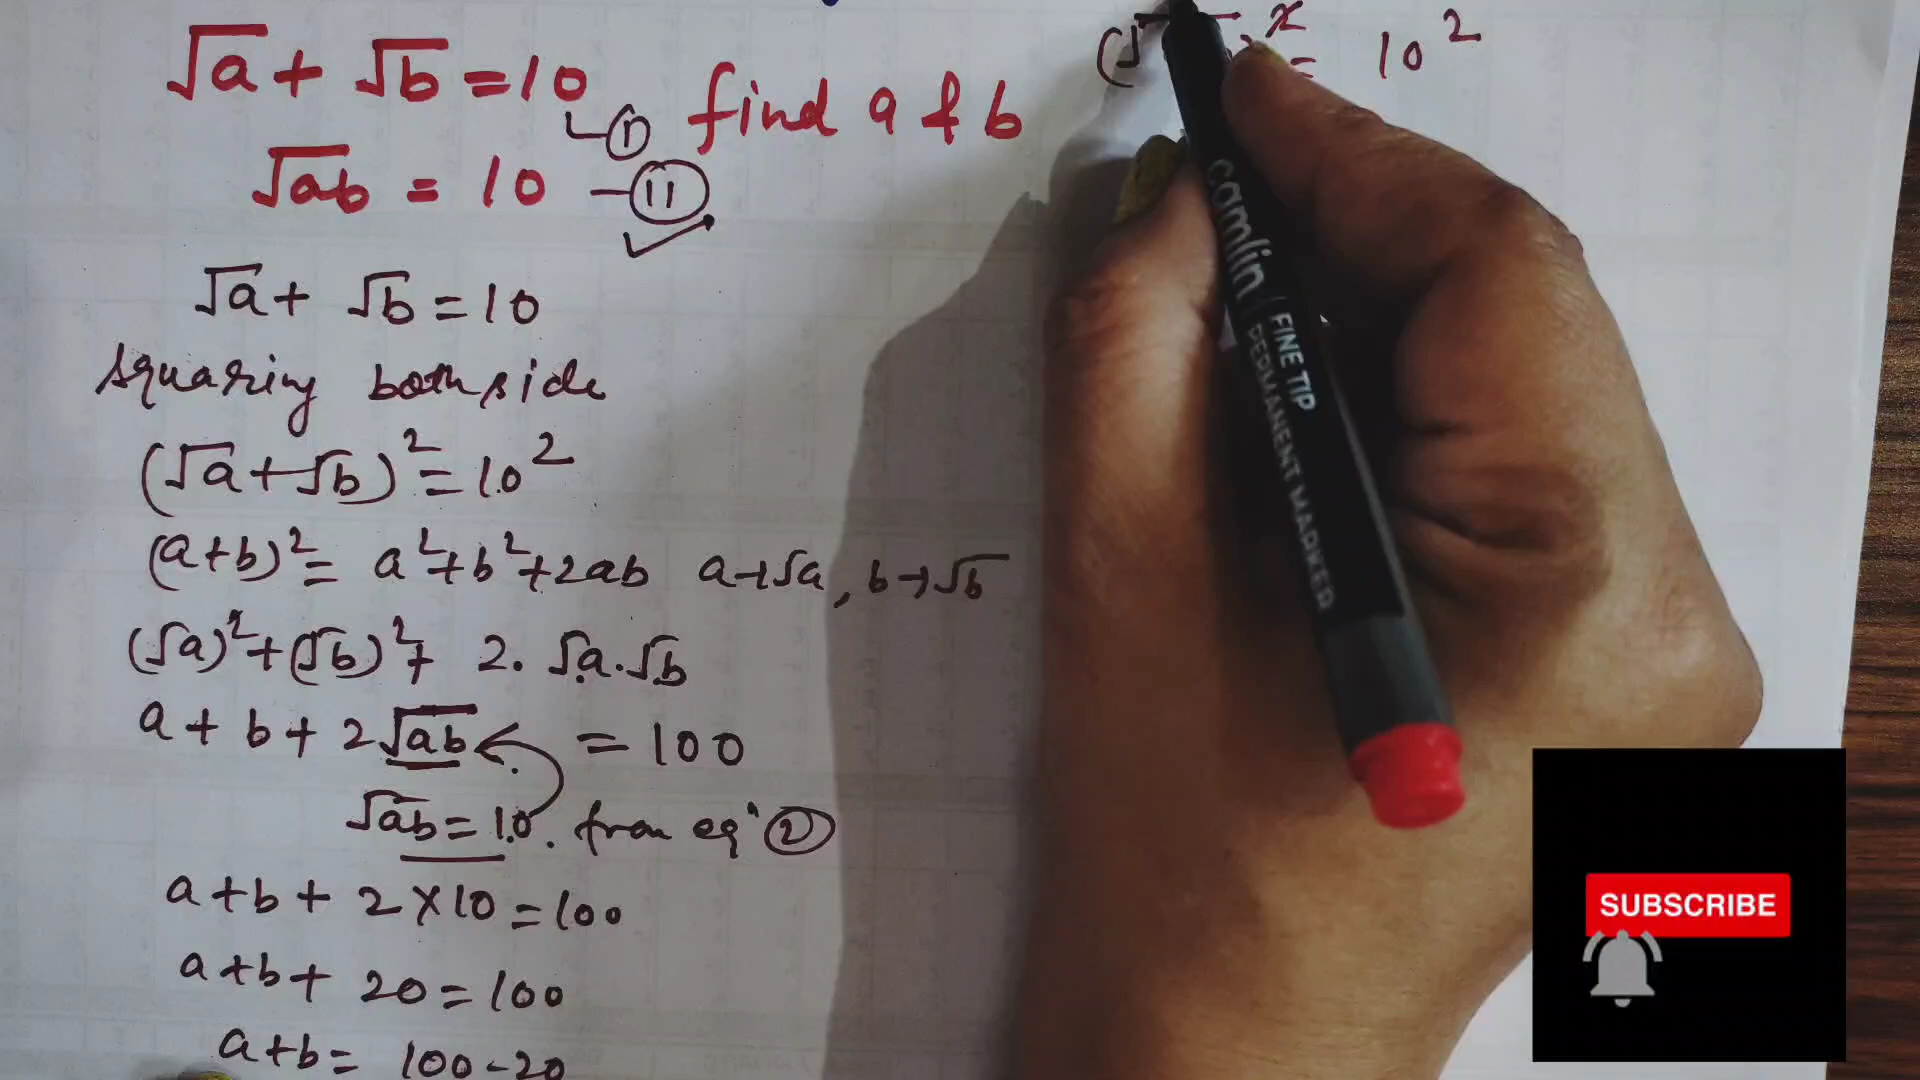 √a + √b = 10
① find a & b
√ab = 10 — ⑪
√a + √b = 10
squaring both side
(√a + √b)² = 10²
(a+b)² = a² + b² + 2ab a→√a, b→√b
(√a)² + (√b)² + 2. √a.√b
a + b + 2√ab = 100
√ab = 10. from eqⁿ ②
a + b + 2 × 10 = 100
a + b + 20 = 100
a + b = 100 - 20
= 10²
camlin / FINE TIP
PERMANENT MARKER
SUBSCRIBE